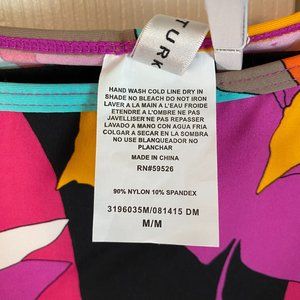 TURK
HAND WASH COLD LINE DRY IN
SHADE NO BLEACH DO NOT IRON
LAVER A LA MAIN A L'EAU FROIDE
ETENDRE A L'OMBRE NE PAS
JAVELLISER NE PAS REPASSER
LAVADO A MANO CON AGUA FRIA
COLGAR A SECAR EN LA SOMBRA
NO USE BLANQUEADOR NO
PLANCHAR
MADE IN CHINA
RN#59526
90% NYLON 10% SPANDEX
3196035M/081415 DM
M/M